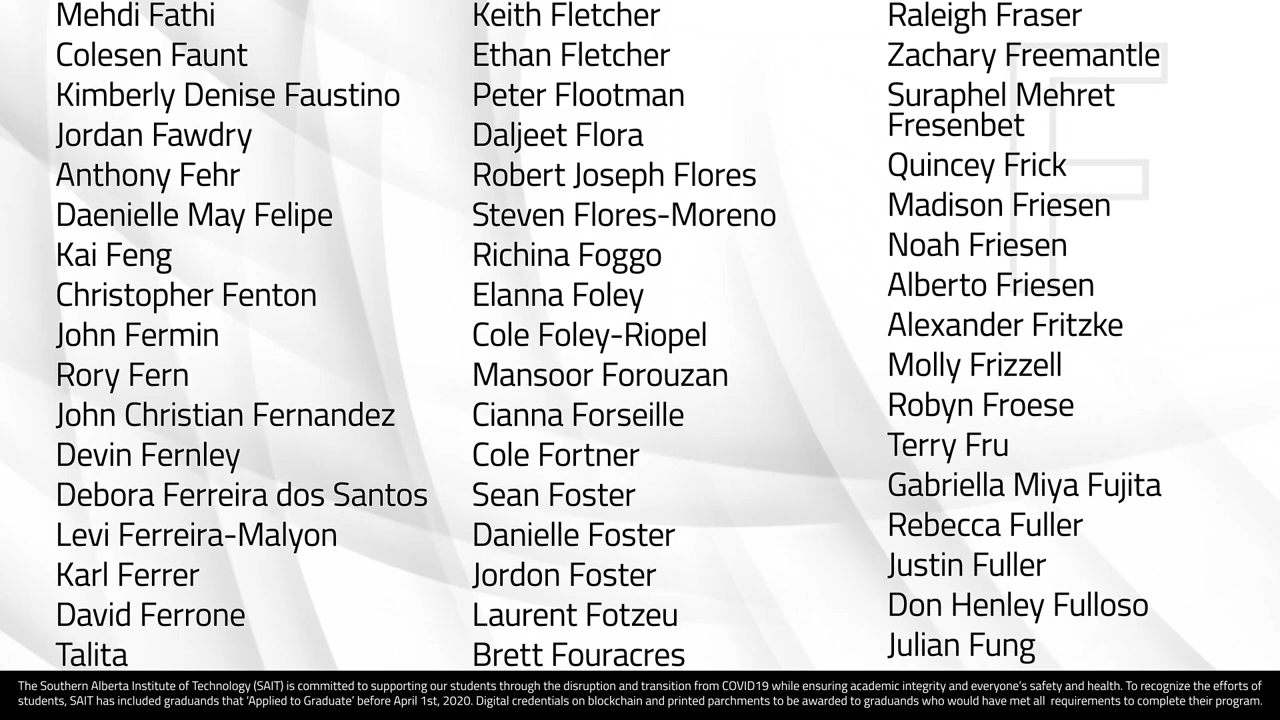 Mehdi Fathi
Colesen Faunt
Kimberly Denise Faustino
Jordan Fawdry
Anthony Fehr
Daenielle May Felipe
Kai Feng
Christopher Fenton
John Fermin
Rory Fern
John Christian Fernandez
Devin Fernley
Debora Ferreira dos Santos
Levi Ferreira-Malyon
Karl Ferrer
David Ferrone
Talita
Keith Fletcher
Ethan Fletcher
Peter Flootman
Daljeet Flora
Robert Joseph Flores
Steven Flores-Moreno
Richina Foggo
Elanna Foley
Cole Foley-Riopel
Mansoor Forouzan
Cianna Forseille
Cole Fortner
Sean Foster
Danielle Foster
Jordon Foster
Laurent Fotzeu
Brett Fouracres
F
Raleigh Fraser
Zachary Freemantle
Suraphel Mehret
Fresenbet
Quincey Frick
Madison Friesen
Noah Friesen
Alberto Friesen
Alexander Fritzke
Molly Frizzell
Robyn Froese
Terry Fru
Gabriella Miya Fujita
Rebecca Fuller
Justin Fuller
Don Henley Fulloso
Julian Fung
The Southern Alberta Institute of Technology (SAIT) is committed to supporting our students through the disruption and transition from COVID19 while ensuring academic integrity and everyone's safety and health. To recognize the efforts of
students, SAIT has included graduands that 'Applied to Graduate' before April 1st, 2020. Digital credentials on blockchain and printed parchments to be awarded to graduands who would have met all requirements to complete their program.